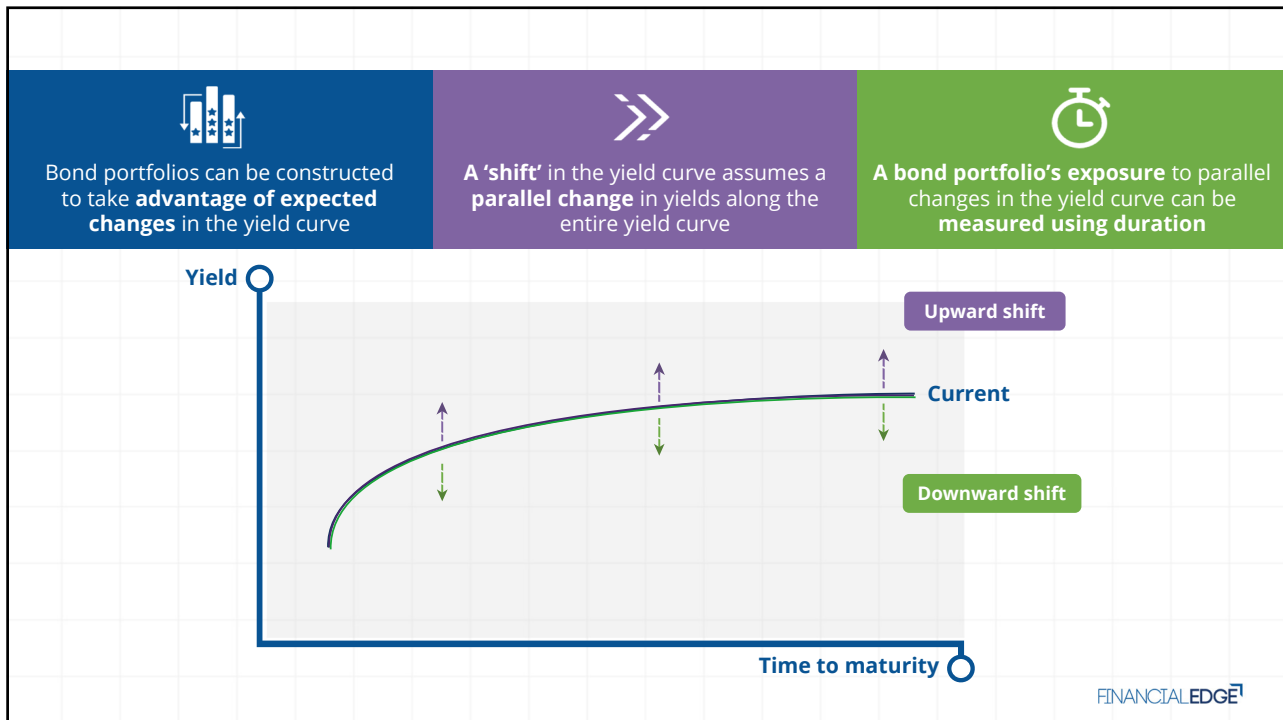 Bond portfolios can be constructed
to take advantage of expected
changes in the yield curve
A ‘shift’ in the yield curve assumes a
parallel change in yields along the
entire yield curve
A bond portfolio’s exposure to parallel
changes in the yield curve can be
measured using duration
Yield
Upward shift
Current
Downward shift
Time to maturity
FINANCIALEDGE